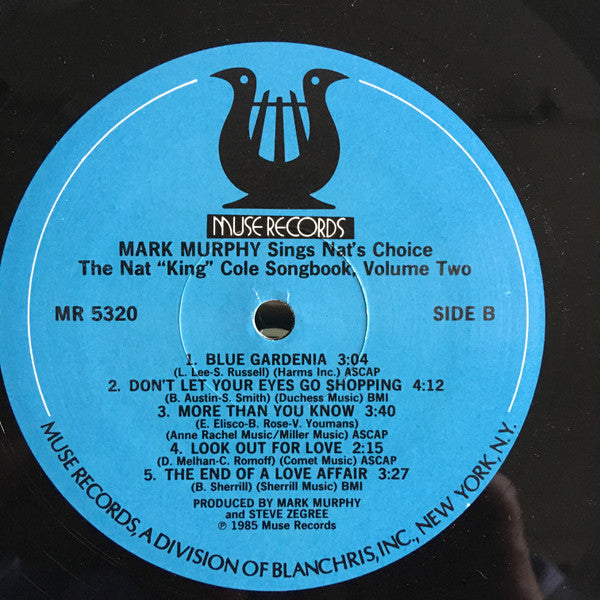 MUSE RECORDS
MARK MURPHY Sings Nat's Choice
The Nat "King" Cole Songbook, Volume Two
MR 5320
SIDE B
1. BLUE GARDENIA 3:04
(L. Lee-S. Russell) (Harms Inc.) ASCAP
2. DON'T LET YOUR EYES GO SHOPPING 4:12
(B. Austin-S. Smith) (Duchess Music) BMI
3. MORE THAN YOU KNOW 3:40
(E. Elisco-B. Rose-V. Youmans)
(Anne Rachel Music/Miller Music) ASCAP
4. LOOK OUT FOR LOVE 2:15
(D. Melhan-C. Romoff) (Comet Music) ASCAP
5. THE END OF A LOVE AFFAIR 3:27
(B. Sherrill) (Sherrill Music) BMI
PRODUCED BY MARK MURPHY
and STEVE ZEGREE
℗ 1985 Muse Records
MUSE RECORDS, A DIVISION OF BLANCHRIS, INC., NEW YORK, N.Y.